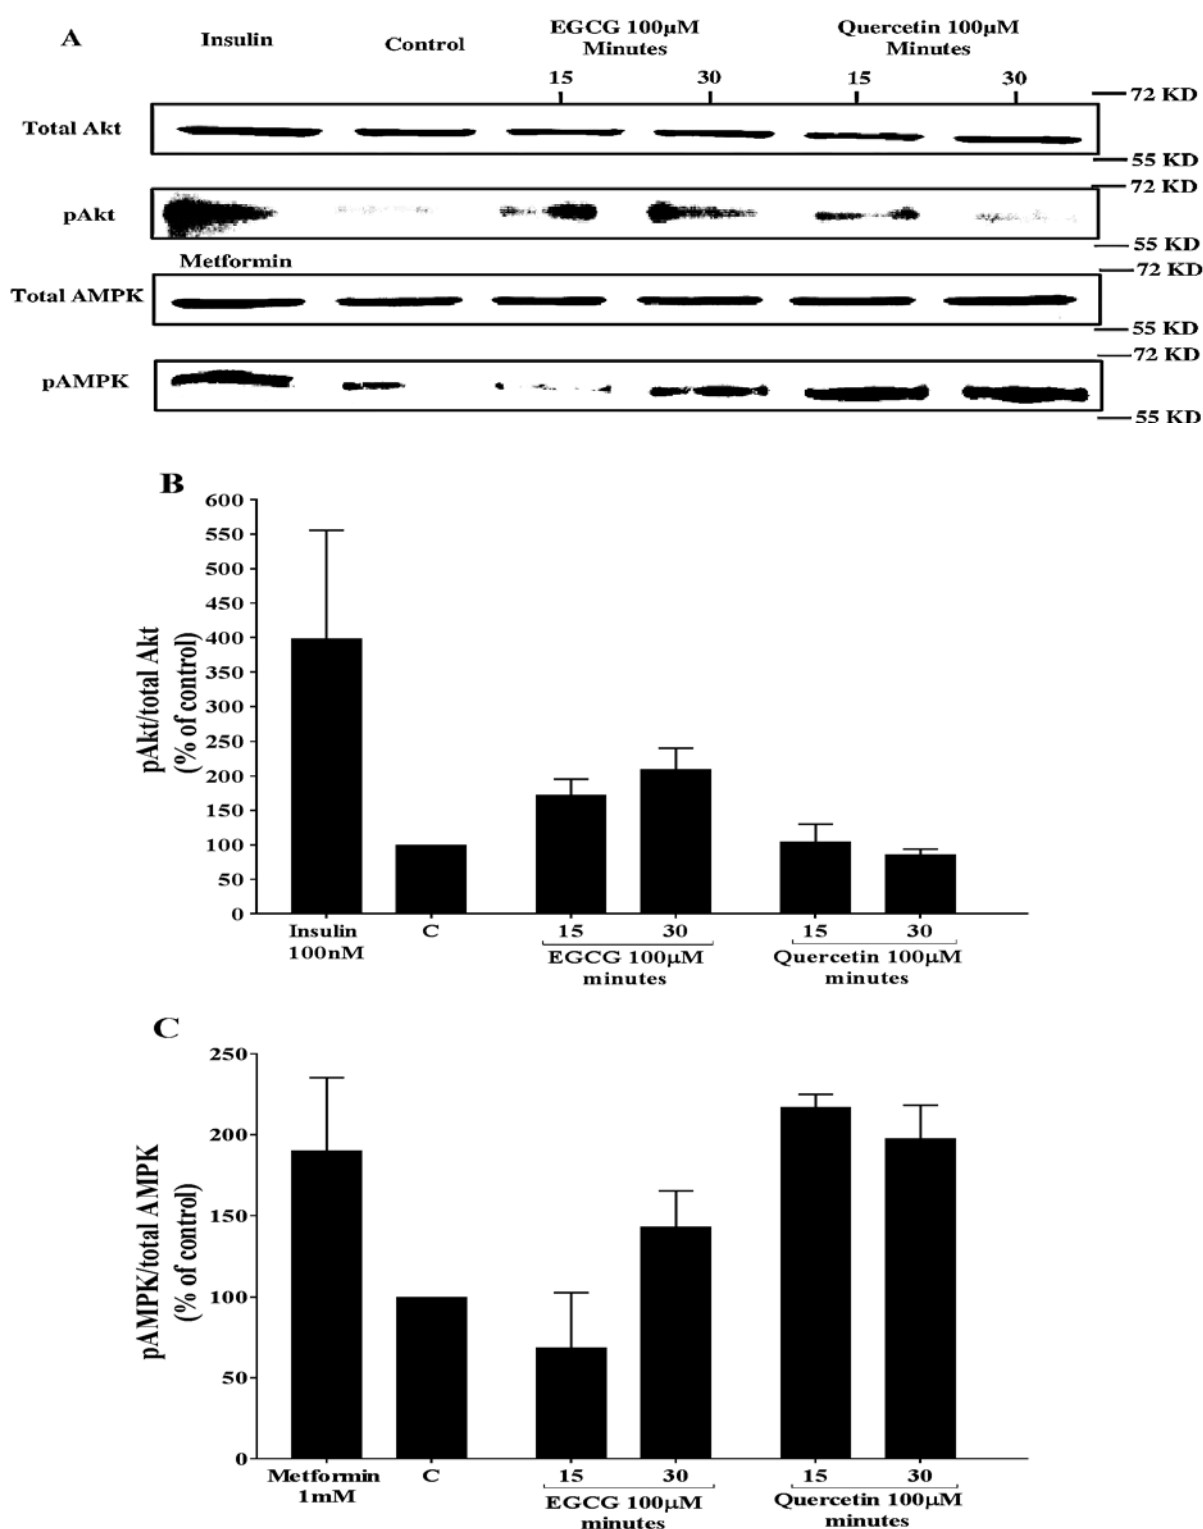 A
Insulin
Control
EGCG 100µM
Minutes
Quercetin 100µM
Minutes
15
30
15
30
72 KD
Total Akt
55 KD
72 KD
pAkt
55 KD
Metformin
72 KD
Total AMPK
55 KD
72 KD
pAMPK
55 KD
B
pAkt/total Akt
(% of control)
600
550
500
450
400
350
300
250
200
150
100
50
0
Insulin
100nM
C
15
30
EGCG 100µM
minutes
15
30
Quercetin 100µM
minutes
C
pAMPK/total AMPK
(% of control)
250
200
150
100
50
0
Metformin
1mM
C
15
30
EGCG 100µM
minutes
15
30
Quercetin 100µM
minutes